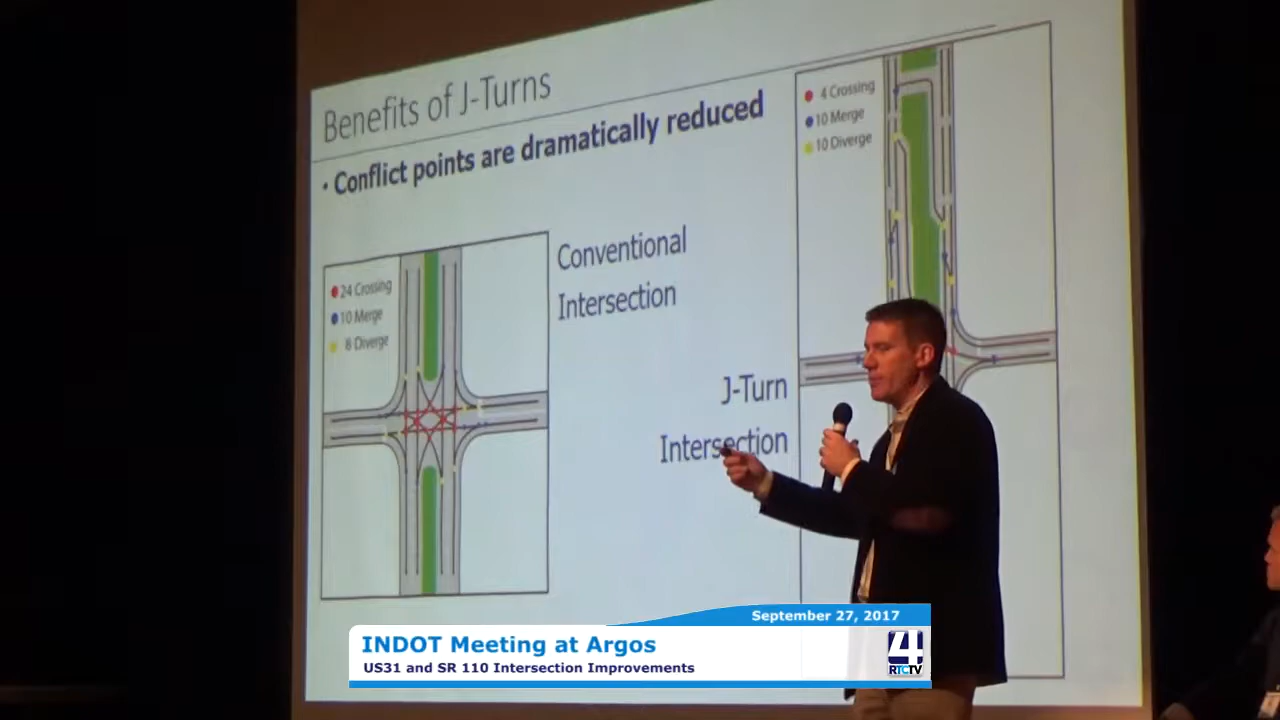 Benefits of J-Turns
• Conflict points are dramatically reduced
24 Crossing
10 Merge
8 Diverge
Conventional
Intersection
4 Crossing
10 Merge
10 Diverge
J-Turn
Intersection
September 27, 2017
INDOT Meeting at Argos
US31 and SR 110 Intersection Improvements
4
RTCTV